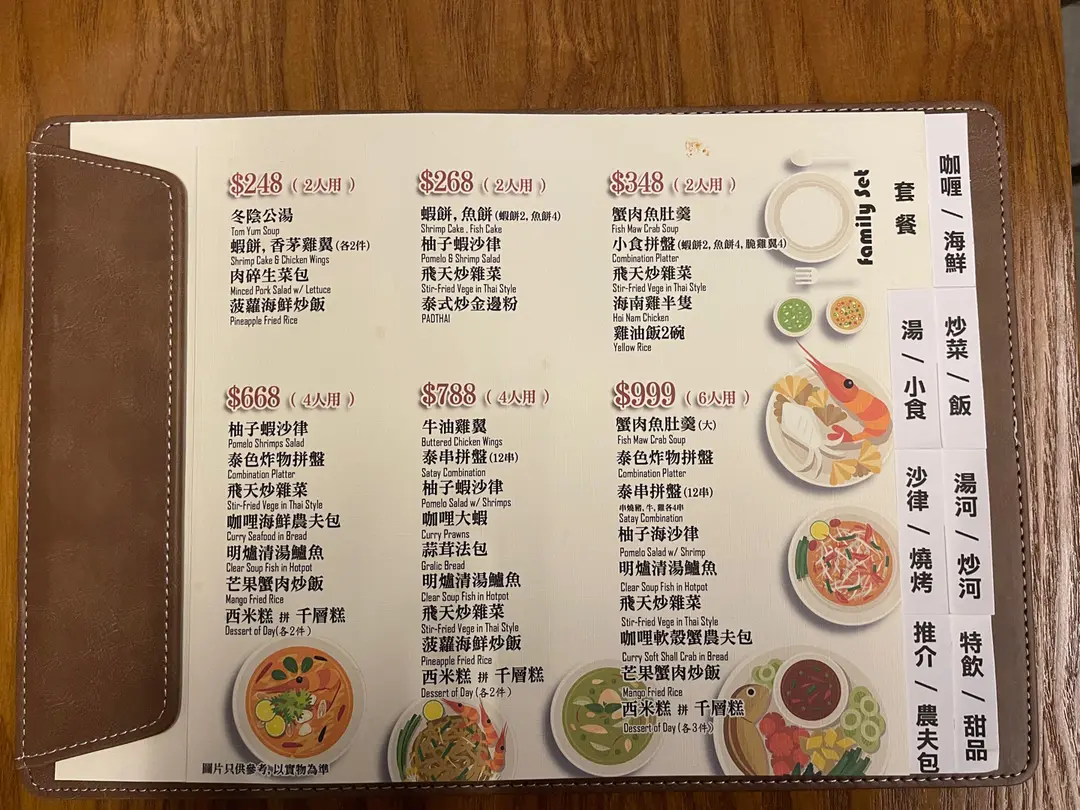 $248（2人用）
冬陰公湯
Tom Yum Soup
蝦餅, 香茅雞翼(各2件)
Shrimp Cake & Chicken Wings
肉碎生菜包
Minced Pork Salad w/ Lettuce
菠蘿海鮮炒飯
Pineapple Fried Rice
$268（2人用）
蝦餅, 魚餅(蝦餅2, 魚餅4)
Shrimp Cake , Fish Cake
柚子蝦沙律
Pomelo & Shrimp Salad
飛天炒雜菜
Stir-Fried Vege in Thai Style
泰式炒金邊粉
PADTHAI
$348（2人用）
蟹肉魚肚羹
Fish Maw Crab Soup
小食拼盤(蝦餅2, 魚餅4, 脆雞翼4)
Combination Platter
飛天炒雜菜
Stir-Fried Vege in Thai Style
海南雞半隻
Hoi Nam Chicken
雞油飯2碗
Yellow Rice
family Set
套餐
$668（4人用）
柚子蝦沙律
Pomelo Shrimps Salad
泰色炸物拼盤
Combination Platter
飛天炒雜菜
Stir-Fried Vege in Thai Style
咖哩海鮮農夫包
Curry Seafood in Bread
明爐清湯鱸魚
Clear Soup Fish in Hotpot
芒果蟹肉炒飯
Mango Fried Rice
西米糕 拼 千層糕
Dessert of Day(各2件)
$788（4人用）
牛油雞翼
Buttered Chicken Wings
泰串拼盤(12串)
Satay Combination
柚子蝦沙律
Pomelo Salad w/ Shrimps
咖哩大蝦
Curry Prawns
蒜茸法包
Gralic Bread
明爐清湯鱸魚
Clear Soup Fish in Hotpot
飛天炒雜菜
Stir-Fried Vege in Thai Style
菠蘿海鮮炒飯
Pineapple Fried Rice
西米糕 拼 千層糕
Dessert of Day (各2件)
$999（6人用）
蟹肉魚肚羹(大)
Fish Maw Crab Soup
泰色炸物拼盤
Combination Platter
泰串拼盤(12串)
串燒豬, 牛, 雞各4串
Satay Combination
柚子海沙律
Pomelo Salad w/ Shrimp
明爐清湯鱸魚
Clear Soup Fish in Hotpot
飛天炒雜菜
Stir-Fried Vege in Thai Style
咖哩軟殼蟹農夫包
Curry Soft Shall Crab in Bread
芒果蟹肉炒飯
Mango Fried Rice
西米糕 拼 千層糕
Dessert of Day (各3件)
圖片只供參考, 以實物為準
咖喱/海鮮
湯/小食
炒菜/飯
沙律/燒烤
湯河/炒河
推介/農夫包
特飲/甜品